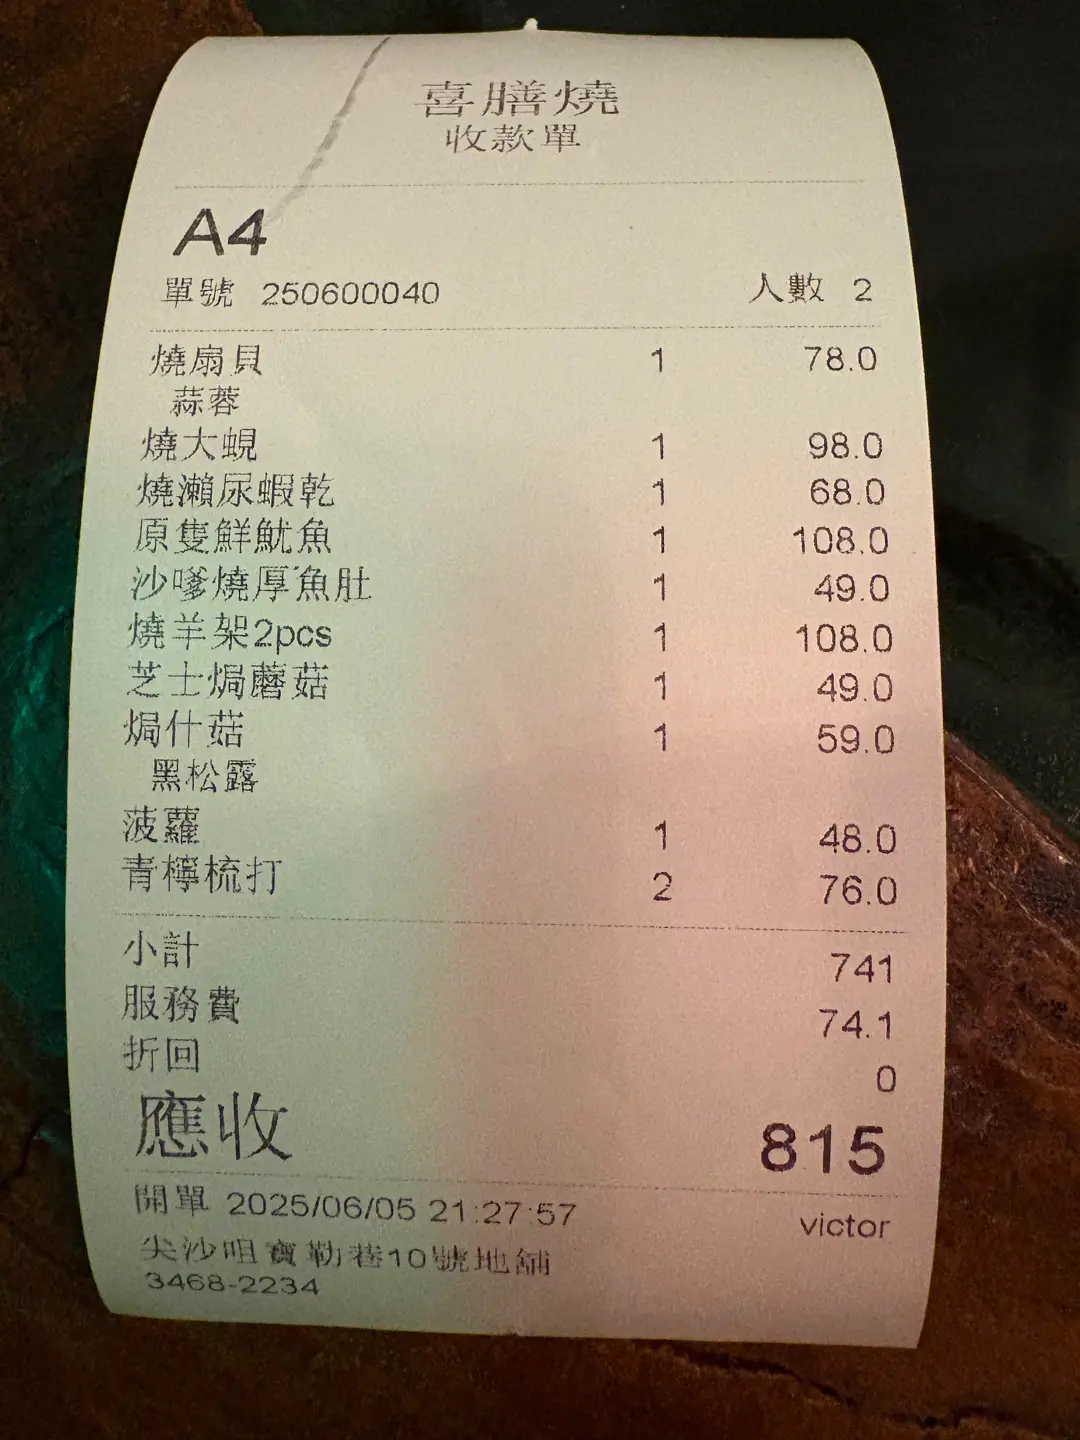 喜膳燒
收款單
A4
單號 250600040 人數 2
燒扇貝 1 78.0
蒜蓉
燒大蜆 1 98.0
燒瀨尿蝦乾 1 68.0
原隻鮮魷魚 1 108.0
沙嗲燒厚魚肚 1 49.0
燒羊架2pcs 1 108.0
芝士焗蘑菇 1 49.0
焗什菇 1 59.0
黑松露
菠蘿 1 48.0
青檸梳打 2 76.0
小計 741
服務費 74.1
折回 0
應收 815
開單 2025/06/05 21:27:57 victor
尖沙咀寶勒巷10號地舖
3468-2234